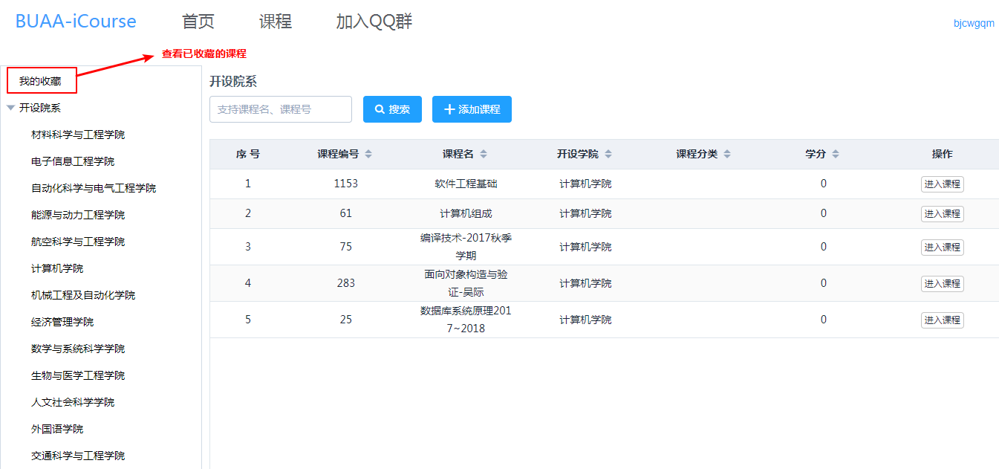 BUAA-iCourse 首页 课程 加入QQ群 bjcwgqm
查看已收藏的课程
我的收藏
开设院系
材料科学与工程学院
电子信息工程学院
自动化科学与电气工程学院
能源与动力工程学院
航空科学与工程学院
计算机学院
机械工程及自动化学院
经济管理学院
数学与系统科学学院
生物与医学工程学院
人文社会科学学院
外国语学院
交通科学与工程学院
开设院系
支持课程名、课程号 搜索 添加课程
序 号 课程编号 课程名 开设学院 课程分类 学分 操作
1 1153 软件工程基础 计算机学院 0 进入课程
2 61 计算机组成 计算机学院 0 进入课程
编译技术-2017秋季
3 75 计算机学院 0 进入课程
学期
面向对象构造与验
4 283 计算机学院 0 进入课程
证-吴际
数据库系统原理201
5 25 计算机学院 0 进入课程
7~2018